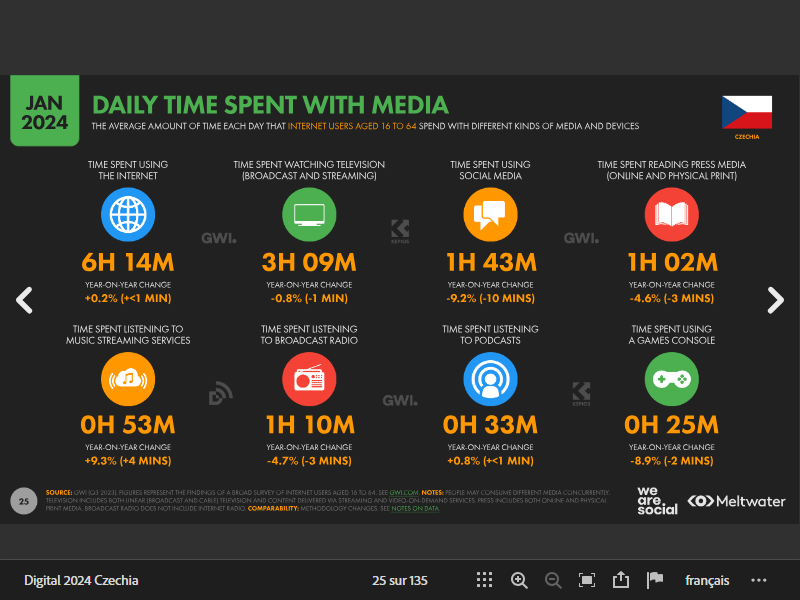 JAN
2024
DAILY TIME SPENT WITH MEDIA
THE AVERAGE AMOUNT OF TIME EACH DAY THAT INTERNET USERS AGED 16 TO 64 SPEND WITH DIFFERENT KINDS OF MEDIA AND DEVICES
CZECHIA
TIME SPENT USING
THE INTERNET
6H 14M
YEAR-ON-YEAR CHANGE
+0.2% (+<1 MIN)
TIME SPENT WATCHING TELEVISION
(BROADCAST AND STREAMING)
3H 09M
YEAR-ON-YEAR CHANGE
-0.8% (-1 MIN)
TIME SPENT USING
SOCIAL MEDIA
1H 43M
YEAR-ON-YEAR CHANGE
-9.2% (-10 MINS)
TIME SPENT READING PRESS MEDIA
(ONLINE AND PHYSICAL PRINT)
1H 02M
YEAR-ON-YEAR CHANGE
-4.6% (-3 MINS)
GWI.
KEPIOS
GWI.
TIME SPENT LISTENING TO
MUSIC STREAMING SERVICES
0H 53M
YEAR-ON-YEAR CHANGE
+9.3% (+4 MINS)
TIME SPENT LISTENING
TO BROADCAST RADIO
1H 10M
YEAR-ON-YEAR CHANGE
-4.7% (-3 MINS)
TIME SPENT LISTENING
TO PODCASTS
0H 33M
YEAR-ON-YEAR CHANGE
+0.8% (+<1 MIN)
TIME SPENT USING
A GAMES CONSOLE
0H 25M
YEAR-ON-YEAR CHANGE
-8.9% (-2 MINS)
GWI.
KEPIOS
25
SOURCE: GWI (Q3 2023). FIGURES REPRESENT THE FINDINGS OF A BROAD SURVEY OF INTERNET USERS AGED 16 TO 64. SEE GWI.COM. NOTES: PEOPLE MAY CONSUME DIFFERENT MEDIA CONCURRENTLY.
TELEVISION INCLUDES BOTH LINEAR (BROADCAST AND CABLE) TELEVISION AND CONTENT DELIVERED VIA STREAMING AND VIDEO-ON-DEMAND SERVICES. PRESS INCLUDES BOTH ONLINE AND PHYSICAL
PRINT MEDIA. BROADCAST RADIO DOES NOT INCLUDE INTERNET RADIO. COMPARABILITY: METHODOLOGY CHANGES. SEE NOTES ON DATA.
we
are.
social
Meltwater
Digital 2024 Czechia
25 sur 135
français